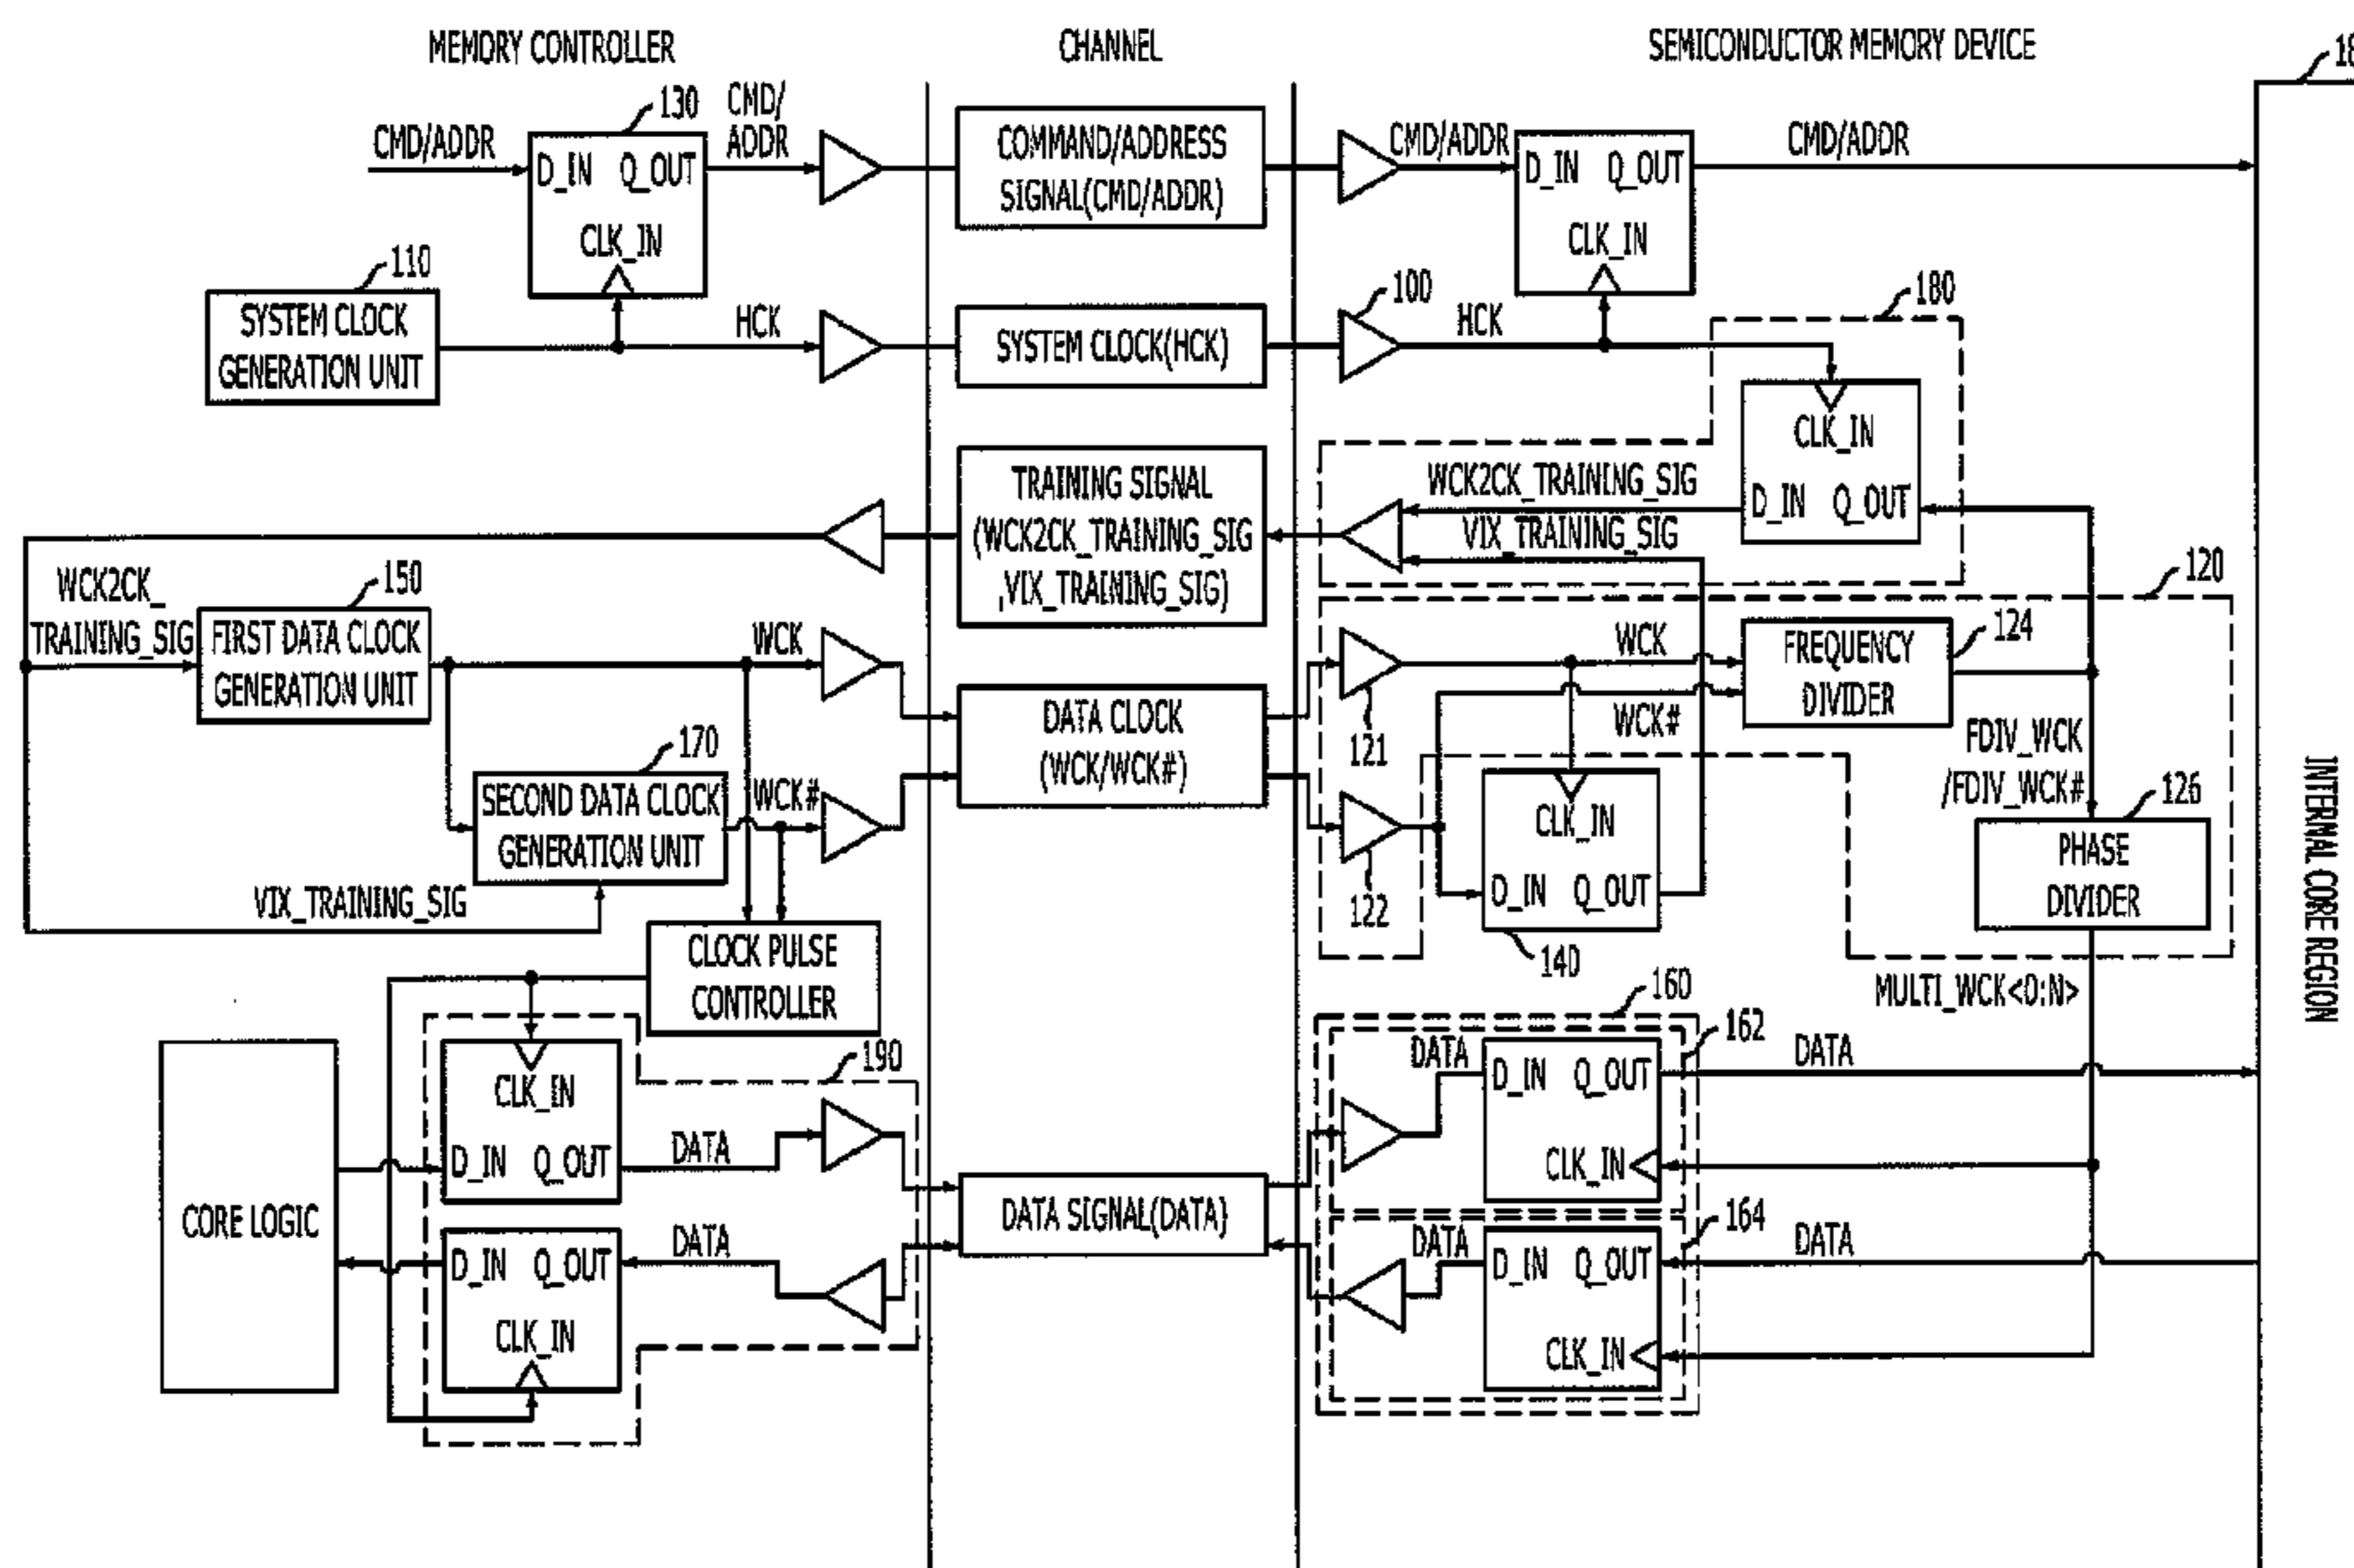 MEMORY CONTROLLER
CHANNEL
SEMICONDUCTOR MEMORY DEVICE
130
CMD/
ADDR
CMD/ADDR
D_IN Q_OUT
CLK_IN
COMMAND/ADDRESS
SIGNAL(CMD/ADDR)
CMD/ADDR
D_IN Q_OUT
CLK_IN
CMD/ADDR
110
SYSTEM CLOCK
GENERATION UNIT
HCK
SYSTEM CLOCK(HCK)
100
HCK
180
CLK_IN
D_IN Q_OUT
TRAINING SIGNAL
(WCK2CK_TRAINING_SIG
,VIX_TRAINING_SIG)
WCK2CK_TRAINING_SIG
VIX_TRAINING_SIG
120
WCK2CK_
TRAINING_SIG
150
FIRST DATA CLOCK
GENERATION UNIT
WCK
170
SECOND DATA CLOCK
GENERATION UNIT
WCK#
VIX_TRAINING_SIG
DATA CLOCK
(WCK/WCK#)
121
122
WCK
WCK#
FREQUENCY
DIVIDER
124
CLK_IN
D_IN Q_OUT
140
FDIV_WCK
/FDIV_WCK#
126
PHASE
DIVIDER
INTERNAL CORE REGION
CLOCK PULSE
CONTROLLER
MULTI_WCK<0:N>
CORE LOGIC
190
CLK_IN
D_IN Q_OUT
DATA
D_IN Q_OUT
CLK_IN
DATA
DATA SIGNAL(DATA)
160
162
DATA
D_IN Q_OUT
CLK_IN
DATA
164
DATA
D_IN Q_OUT
CLK_IN
DATA